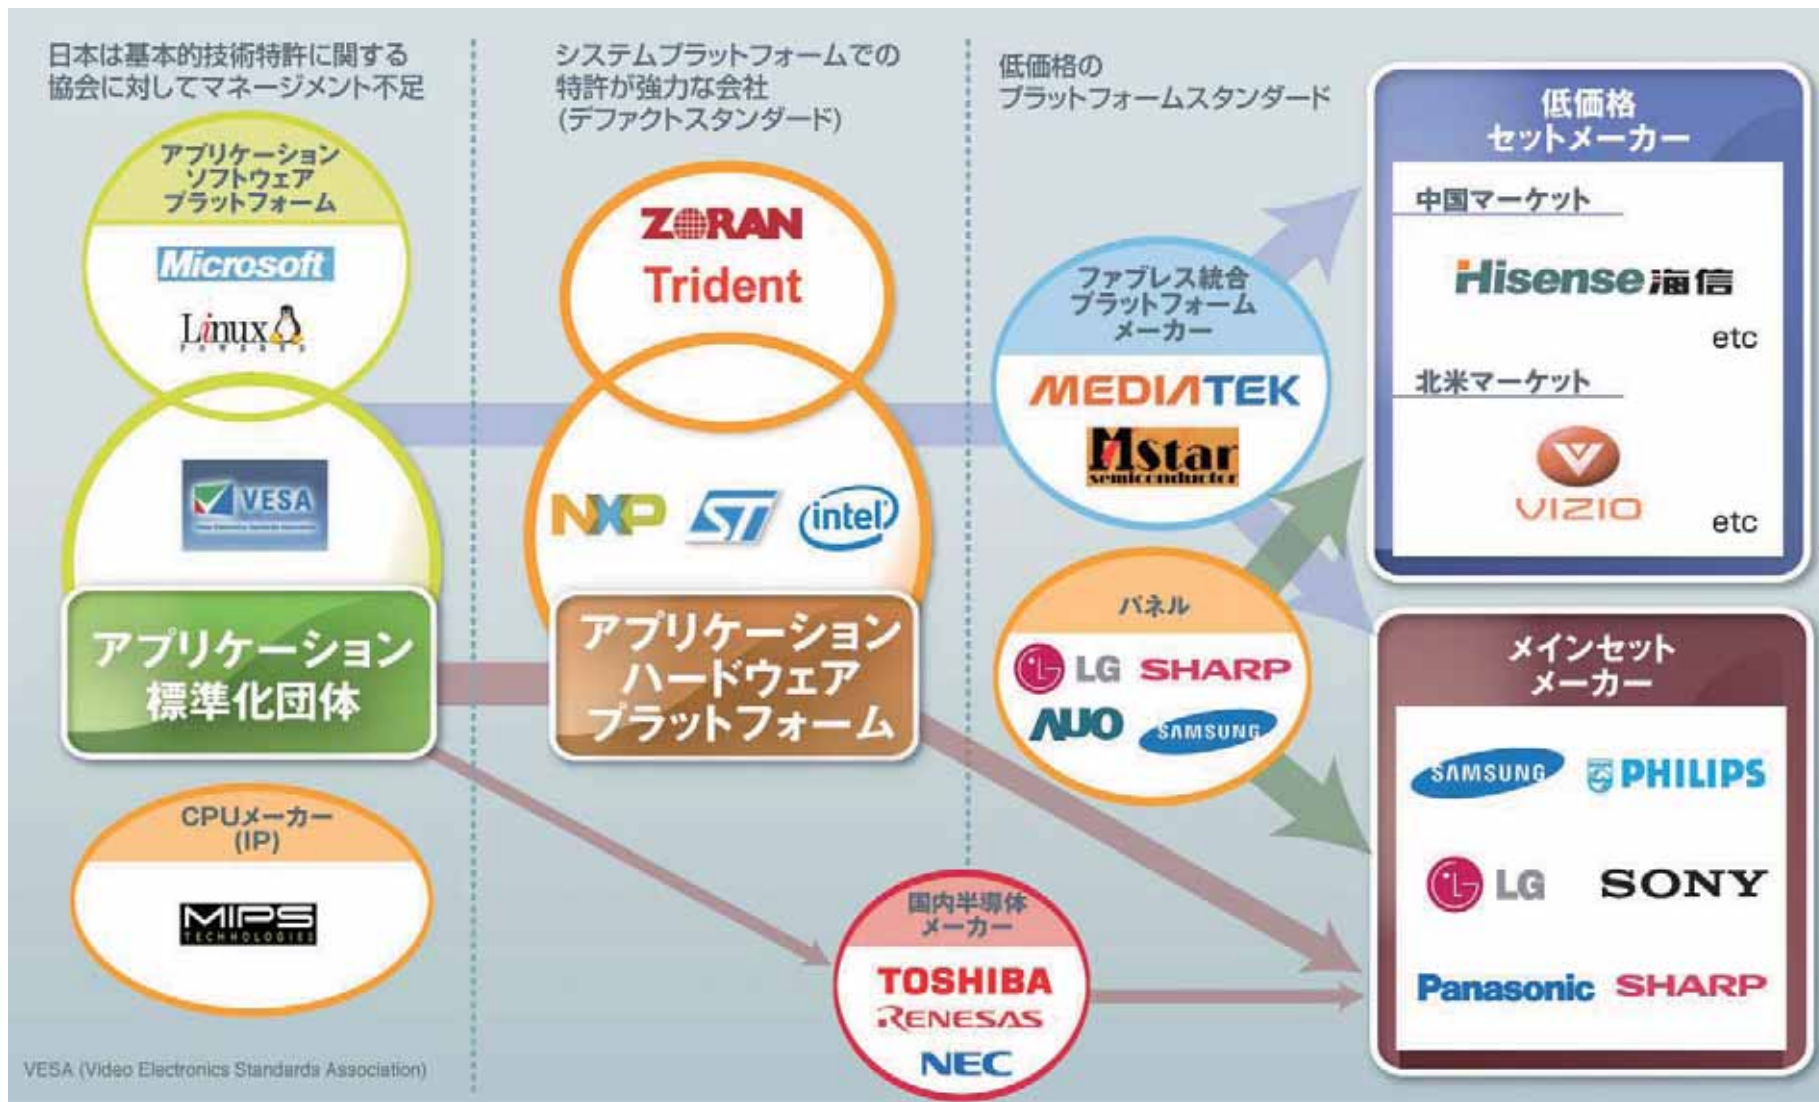 日本は基本的技術特許に関する
協会に対してマネージメント不足
アプリケーション
ソフトウェア
プラットフォーム
Microsoft
Linux
POWERED
VESA
アプリケーション
標準化団体
CPUメーカー
(IP)
MIPS
TECHNOLOGIES
VESA (Video Electronics Standards Association)
システムプラットフォームでの
特許が強力な会社
(デファクトスタンダード)
ZORAN
Trident
NXP ST intel
アプリケーション
ハードウェア
プラットフォーム
低価格の
プラットフォームスタンダード
ファブレス統合
プラットフォーム
メーカー
MEDIATEK
Mstar
semiconductor
パネル
LG SHARP
AUO SAMSUNG
国内半導体
メーカー
TOSHIBA
RENESAS
NEC
低価格
セットメーカー
中国マーケット
Hisense 海信
etc
北米マーケット
VIZIO
etc
メインセット
メーカー
SAMSUNG PHILIPS
LG SONY
Panasonic SHARP